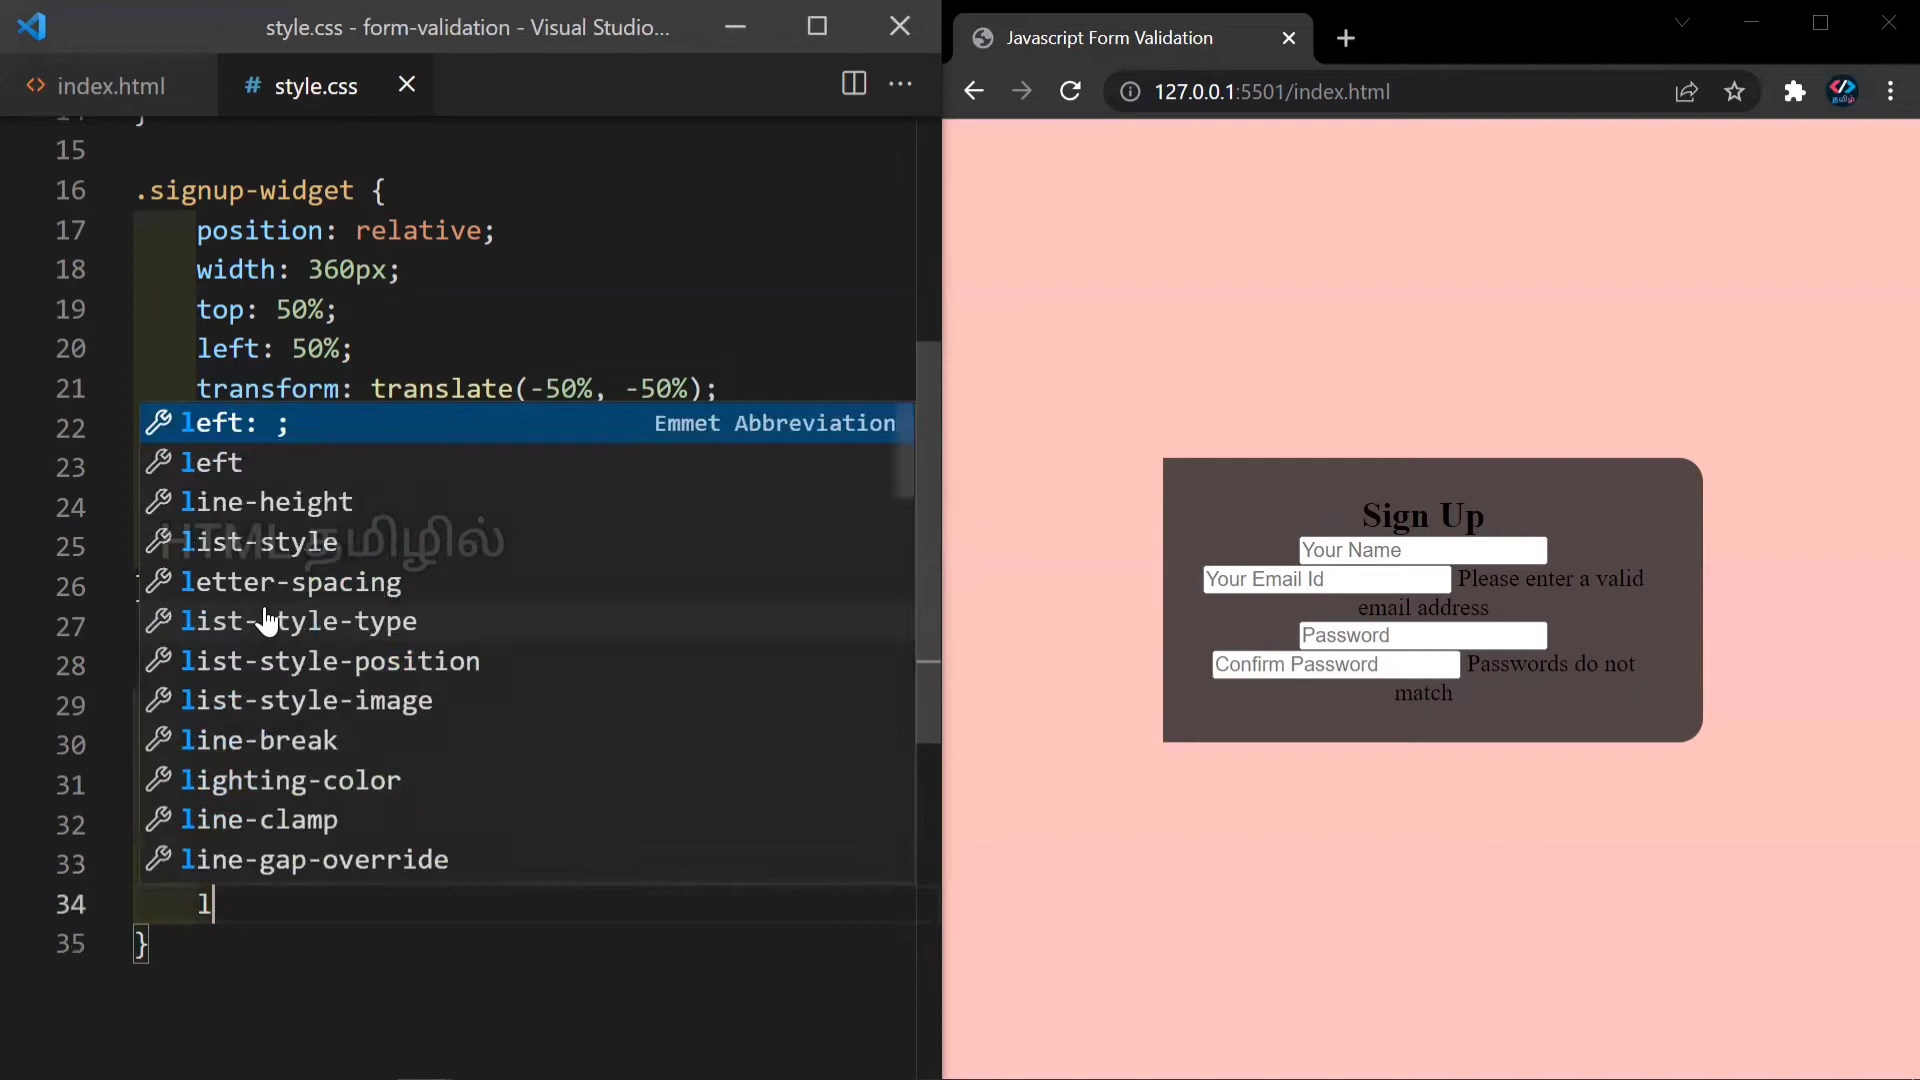 style.css - form-validation - Visual Studio...
<> index.html
# style.css
15
16 .signup-widget {
17 position: relative;
18 width: 360px;
19 top: 50%;
20 left: 50%;
21 transform: translate(-50%, -50%);
22 left: ; Emmet Abbreviation
23 left
24 line-height
25 list-style
HTML தமிழில்
26 letter-spacing
27 list-style-type
28 list-style-position
29 list-style-image
30 line-break
31 lighting-color
32 line-clamp
33 line-gap-override
34 l
35 }
Javascript Form Validation
127.0.0.1:5501/index.html
தமிழ்
Sign Up
Your Name
Your Email Id Please enter a valid
email address
Password
Confirm Password Passwords do not
match